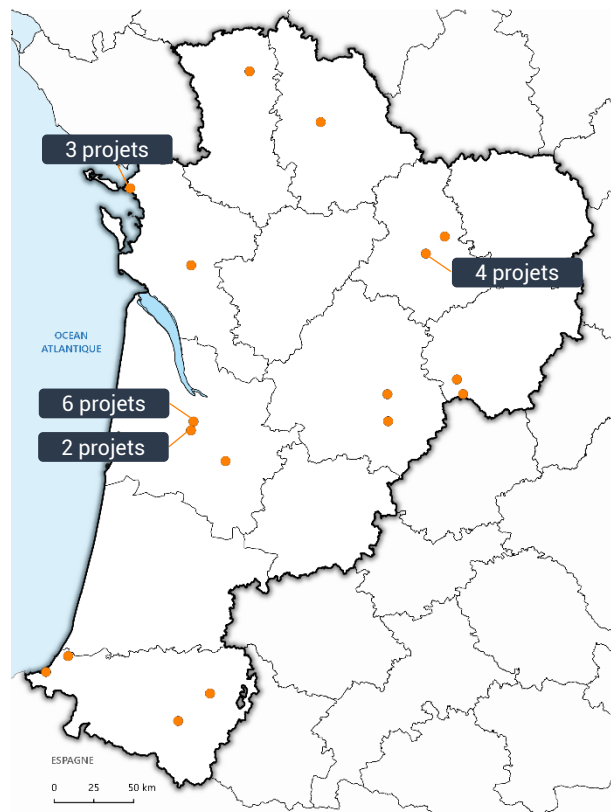 3 projets
4 projets
OCEAN
ATLANTIQUE
6 projets
2 projets
ESPAGNE
0 25 50 km